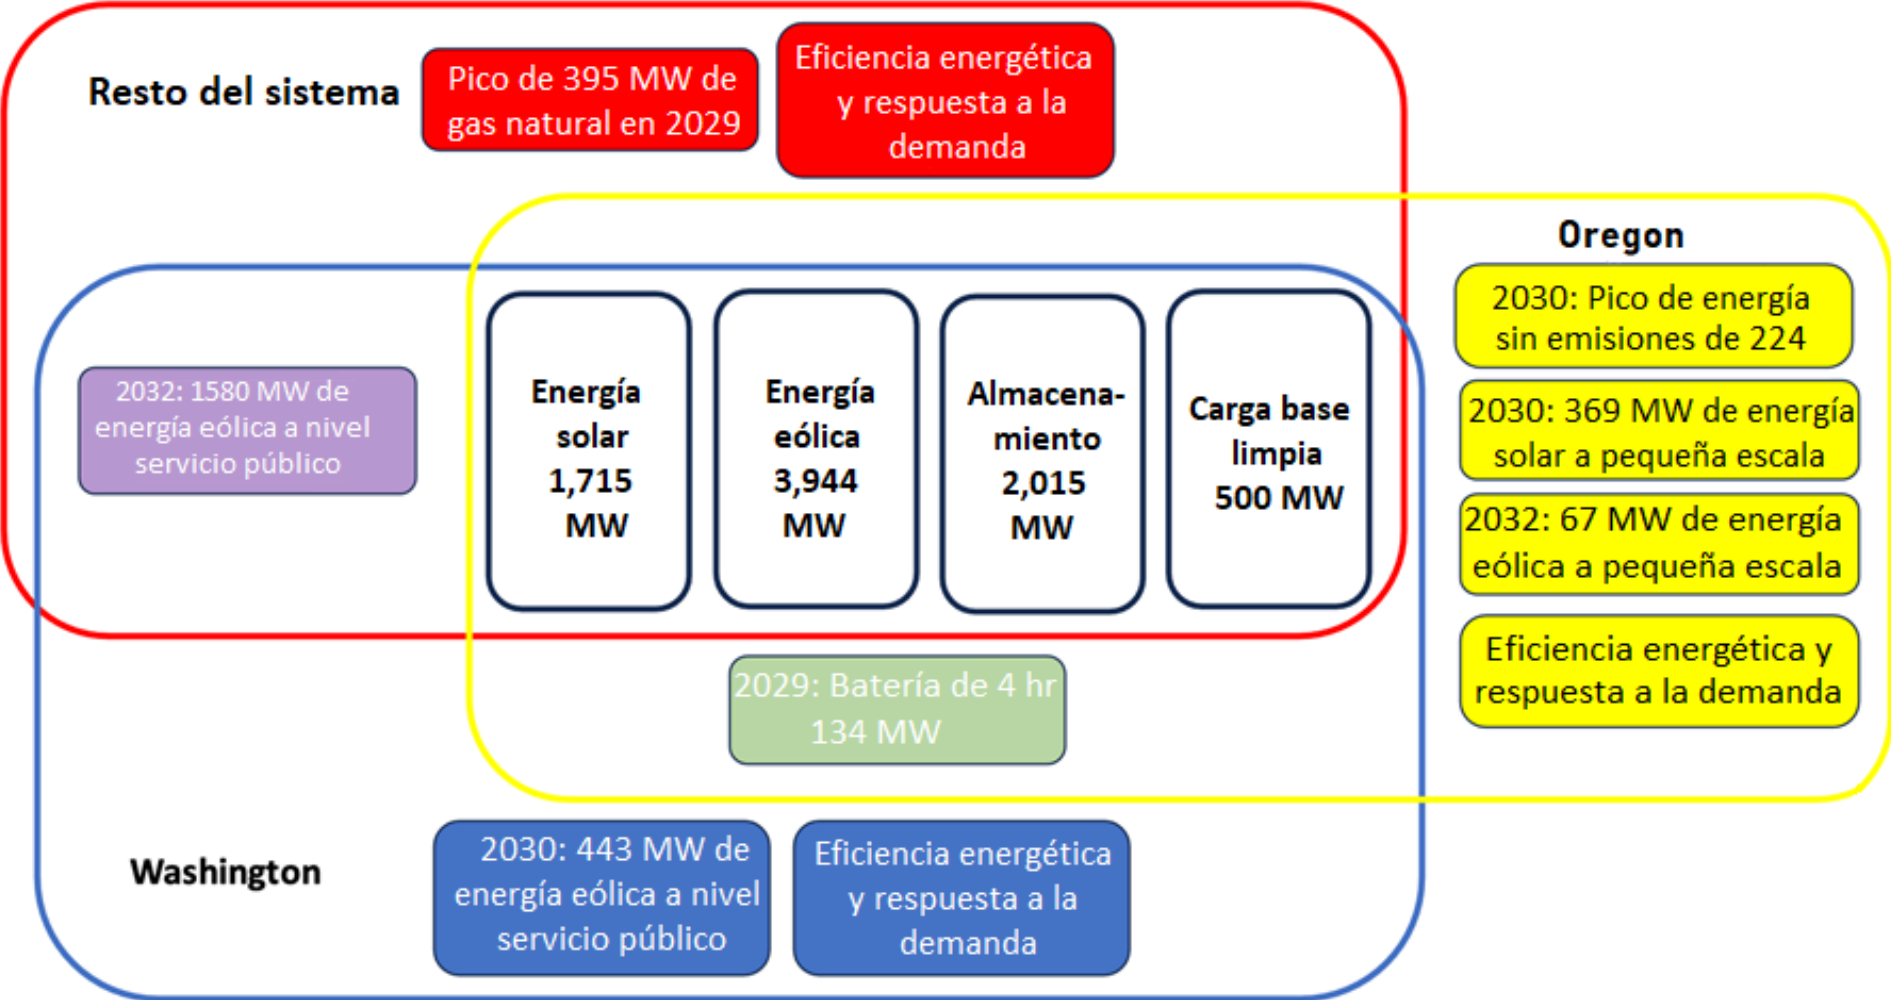 Resto del sistema
Pico de 395 MW de
gas natural en 2029
Eficiencia energética
y respuesta a la
demanda
Oregon
2030: Pico de energía
sin emisiones de 224
2030: 369 MW de energía
solar a pequeña escala
2032: 67 MW de energía
eólica a pequeña escala
Eficiencia energética y
respuesta a la demanda
2032: 1580 MW de
energía eólica a nivel
servicio público
Energía
solar
1,715
MW
Energía
eólica
3,944
MW
Almacena-
miento
2,015
MW
Carga base
limpia
500 MW
2029: Batería de 4 hr
134 MW
Washington
2030: 443 MW de
energía eólica a nivel
servicio público
Eficiencia energética
y respuesta a la
demanda